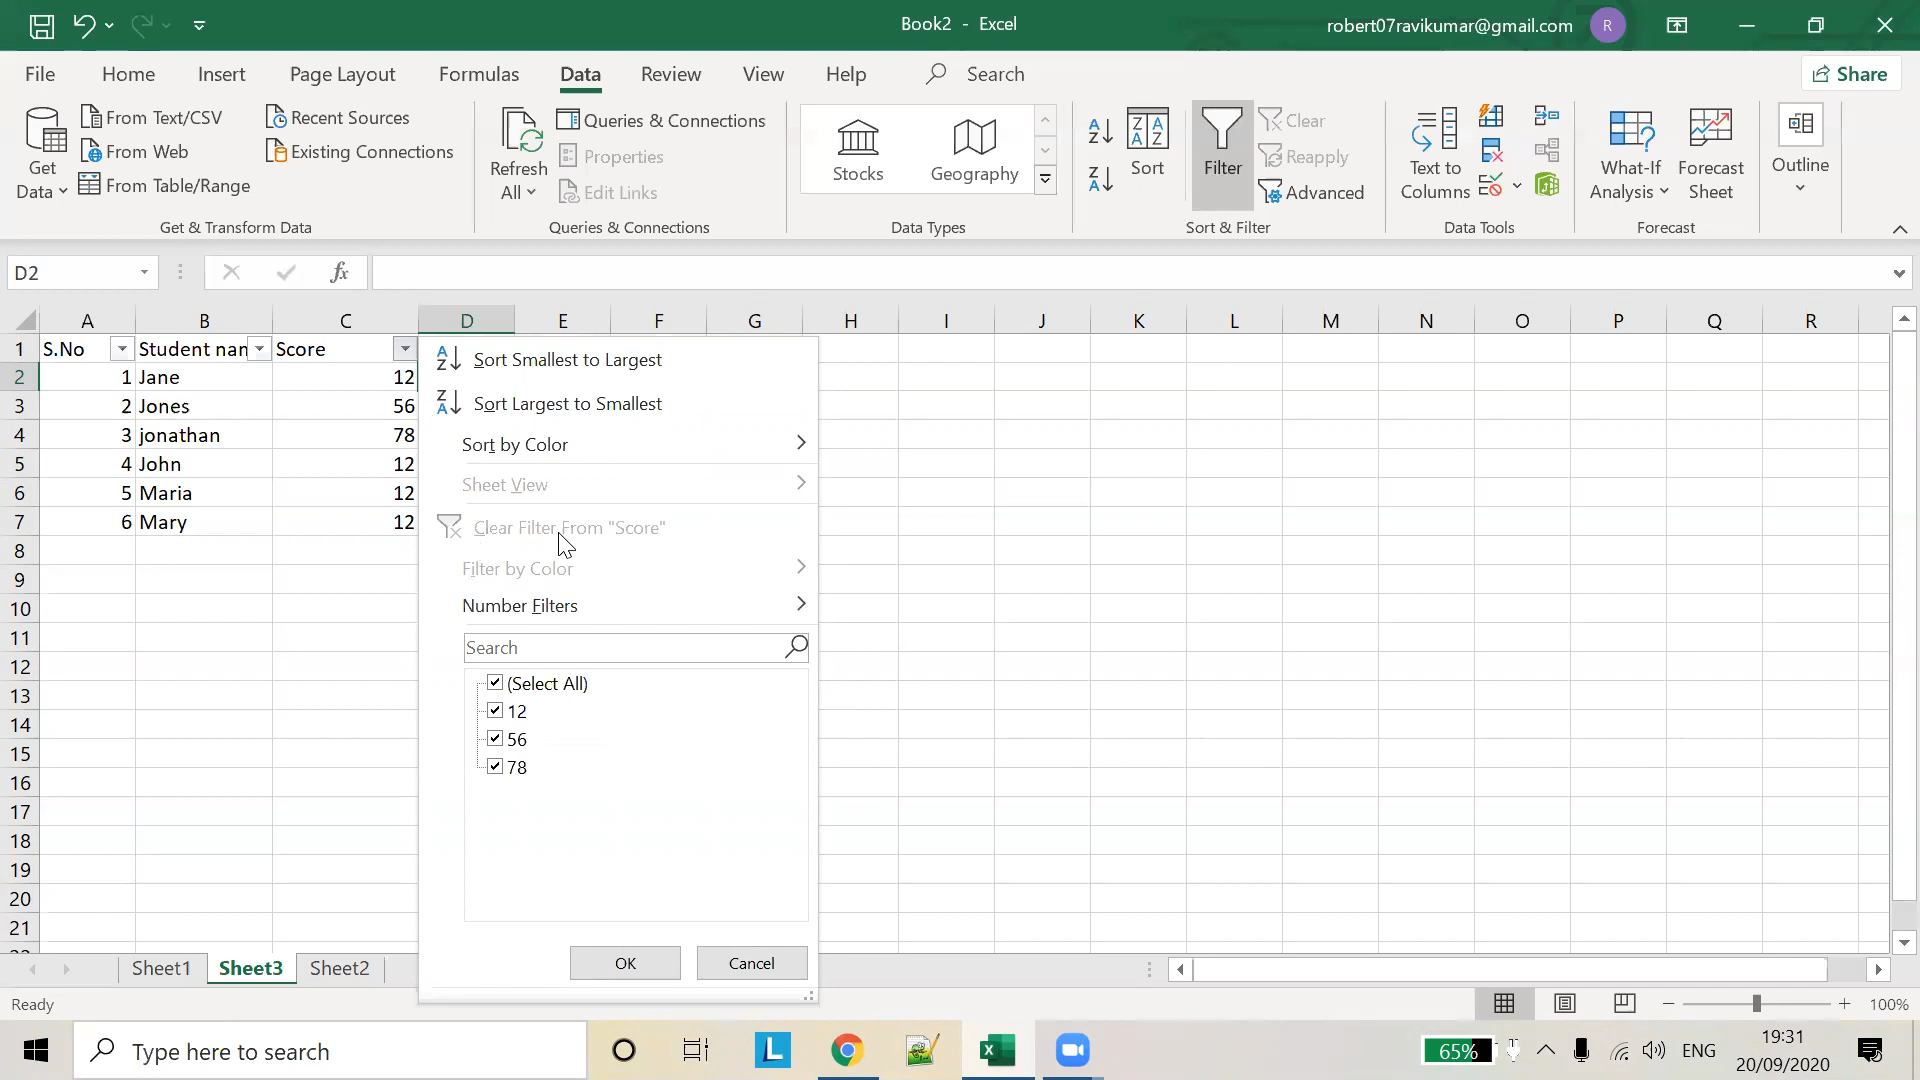 Book2 - Excel
robert07ravikumar@gmail.com
R
File Home Insert Page Layout Formulas Data Review View Help Search
Share
Get Data
From Text/CSV
From Web
From Table/Range
Recent Sources
Existing Connections
Get & Transform Data
Refresh All
Queries & Connections
Properties
Edit Links
Queries & Connections
Stocks
Geography
Data Types
Sort
Filter
Clear
Reapply
Advanced
Sort & Filter
Text to Columns
Data Tools
What-If Analysis
Forecast Sheet
Forecast
Outline
D2
fx
A B C D E F G H I J K L M N O P Q R
1 S.No Student nan Score
2 1 Jane 12
3 2 Jones 56
4 3 jonathan 78
5 4 John 12
6 5 Maria 12
7 6 Mary 12
8
9
10
11
12
13
14
15
16
17
18
19
20
21
Sort Smallest to Largest
Sort Largest to Smallest
Sort by Color
Sheet View
Clear Filter From "Score"
Filter by Color
Number Filters
Search
(Select All)
12
56
78
OK Cancel
Sheet1 Sheet3 Sheet2
Ready
100%
Type here to search
L
65%
ENG
19:31
20/09/2020